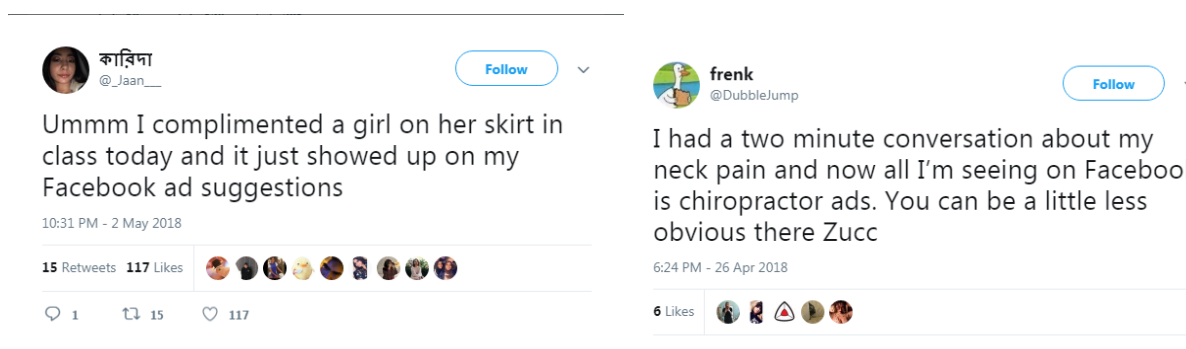 কারিদা
@_Jaan__
Follow
Ummm I complimented a girl on her skirt in
class today and it just showed up on my
Facebook ad suggestions
10:31 PM - 2 May 2018
15 Retweets 117 Likes
1 15 117
frenk
@DubbleJump
Follow
I had a two minute conversation about my
neck pain and now all I'm seeing on Faceboo
is chiropractor ads. You can be a little less
obvious there Zucc
6:24 PM - 26 Apr 2018
6 Likes